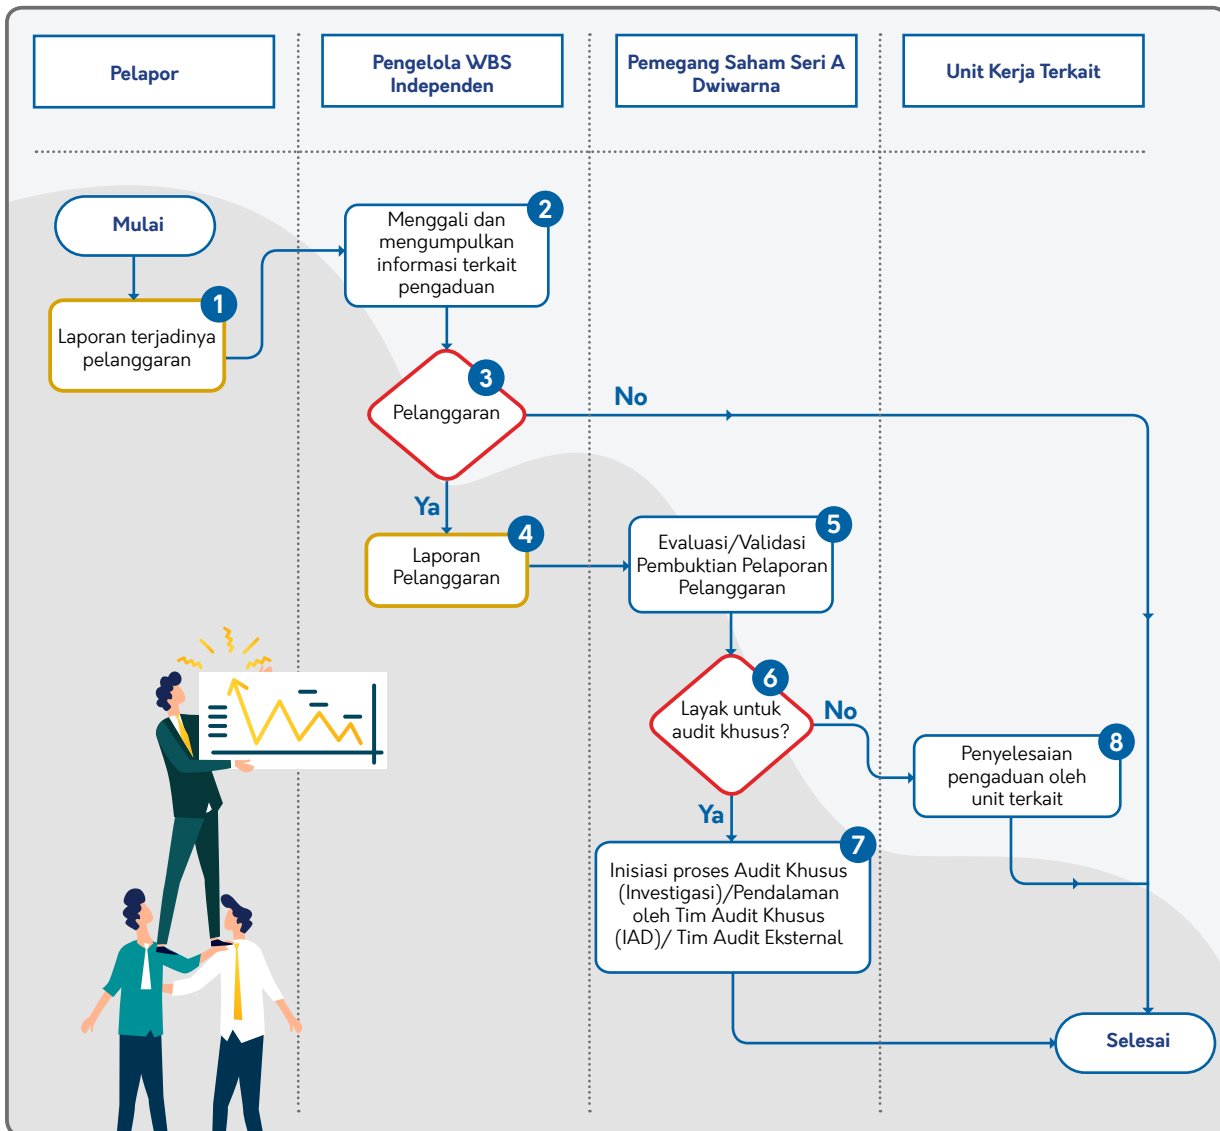 Pelapor
Pengelola WBS
Independen
Pemegang Saham Seri A
Dwiwarna
Unit Kerja Terkait
Mulai
1
Laporan terjadinya
pelanggaran
2
Menggali dan
mengumpulkan
informasi terkait
pengaduan
3
Pelanggaran
No
Ya
4
Laporan
Pelanggaran
5
Evaluasi/Validasi
Pembuktian Pelaporan
Pelanggaran
6
Layak untuk
audit khusus?
No
Ya
8
Penyelesaian
pengaduan oleh
unit terkait
7
Inisiasi proses Audit Khusus
(Investigasi)/Pendalaman
oleh Tim Audit Khusus
(IAD)/ Tim Audit Eksternal
Selesai